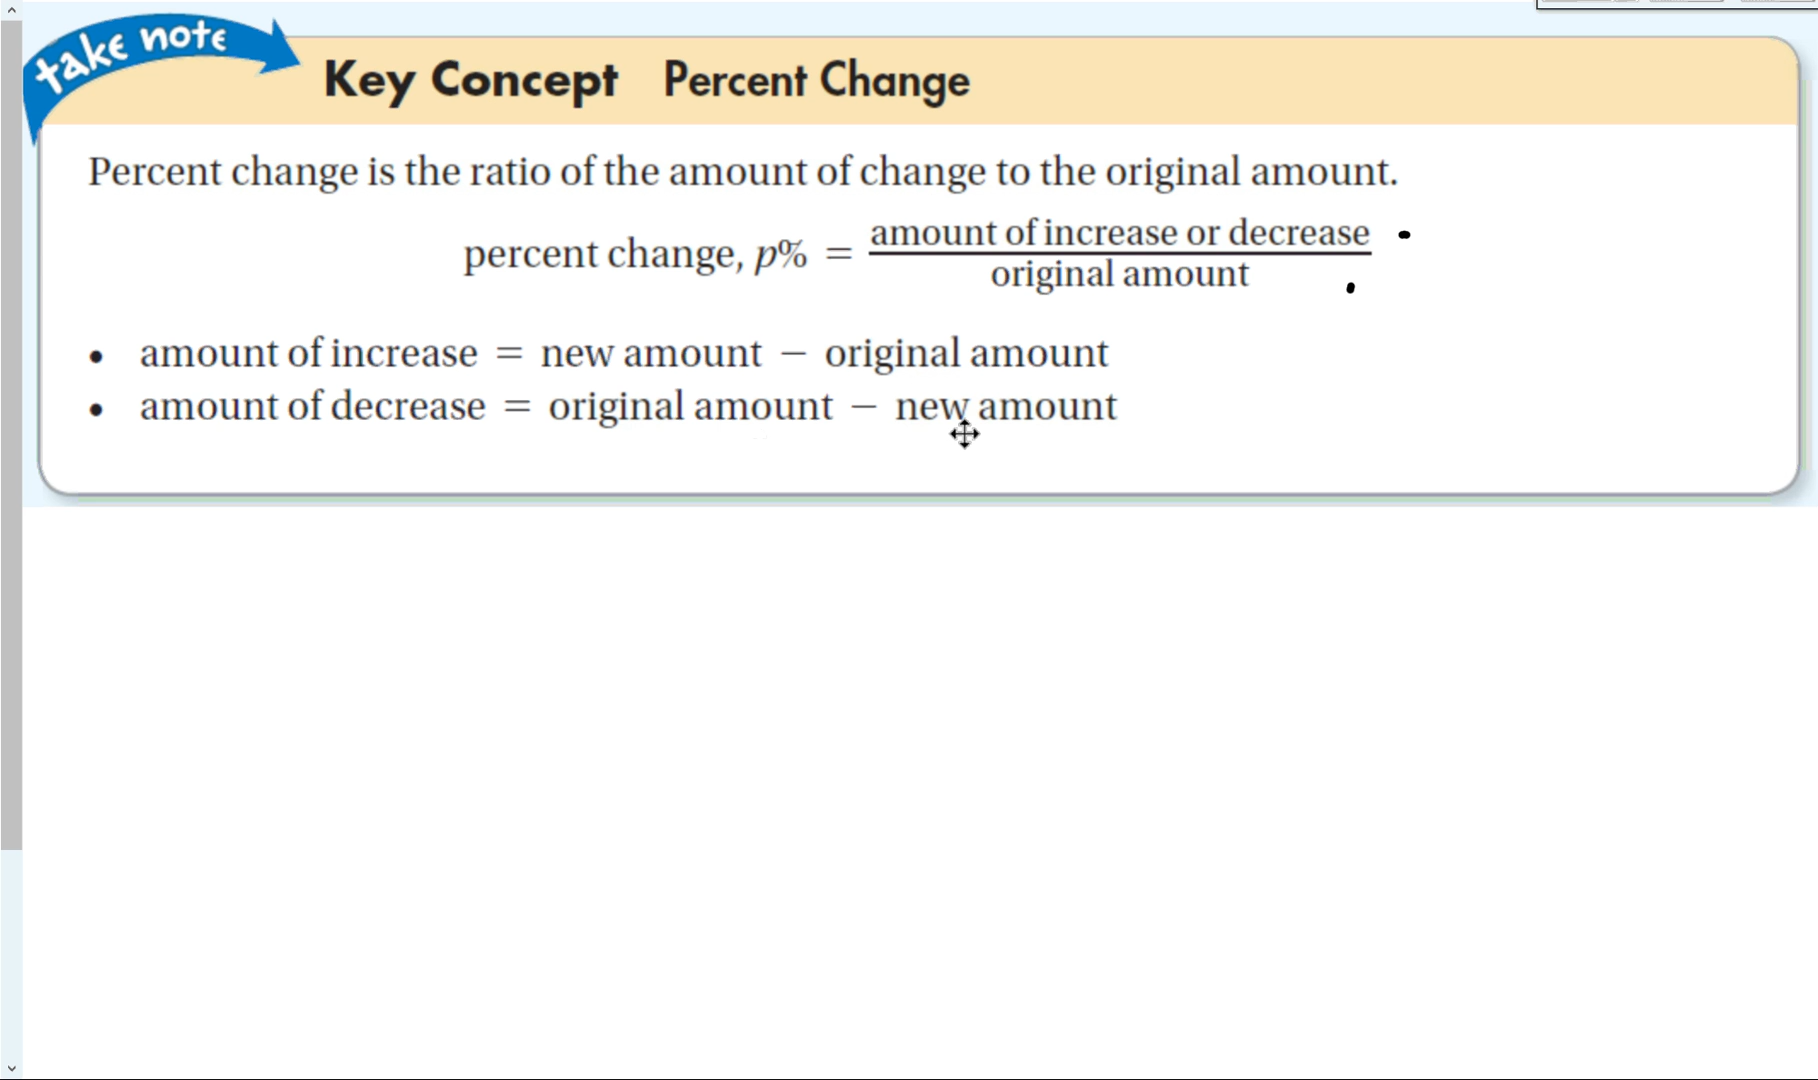 take note
Key Concept Percent Change
Percent change is the ratio of the amount of change to the original amount.
percent change, p% = amount of increase or decrease
original amount
• amount of increase = new amount − original amount
• amount of decrease = original amount − new amount